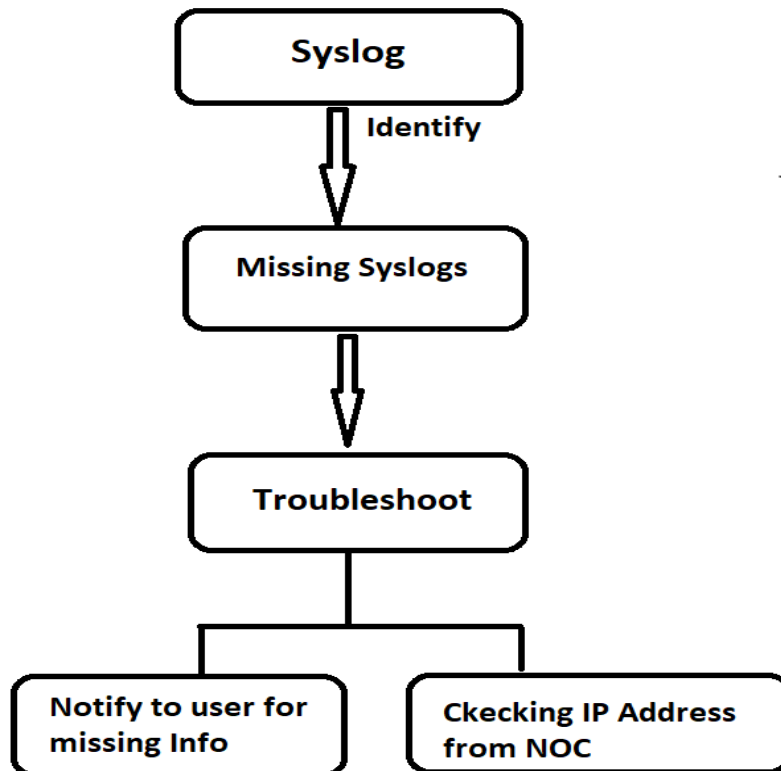 Syslog
Identify
Missing Syslogs
Troubleshoot
Notify to user for
missing Info
Ckecking IP Address
from NOC